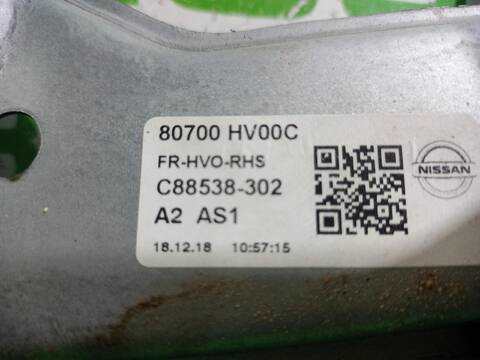 80700 HV00C
FR-HVO-RHS
C88538-302
A2 AS1
18.12.18 10:57:15
NISSAN